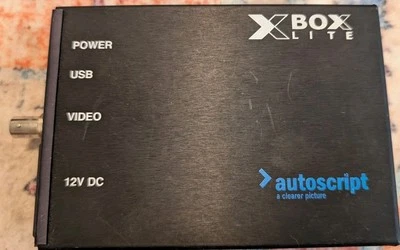 XBOX
LITE
POWER
USB
VIDEO
12V DC
autoscript
a clearer picture